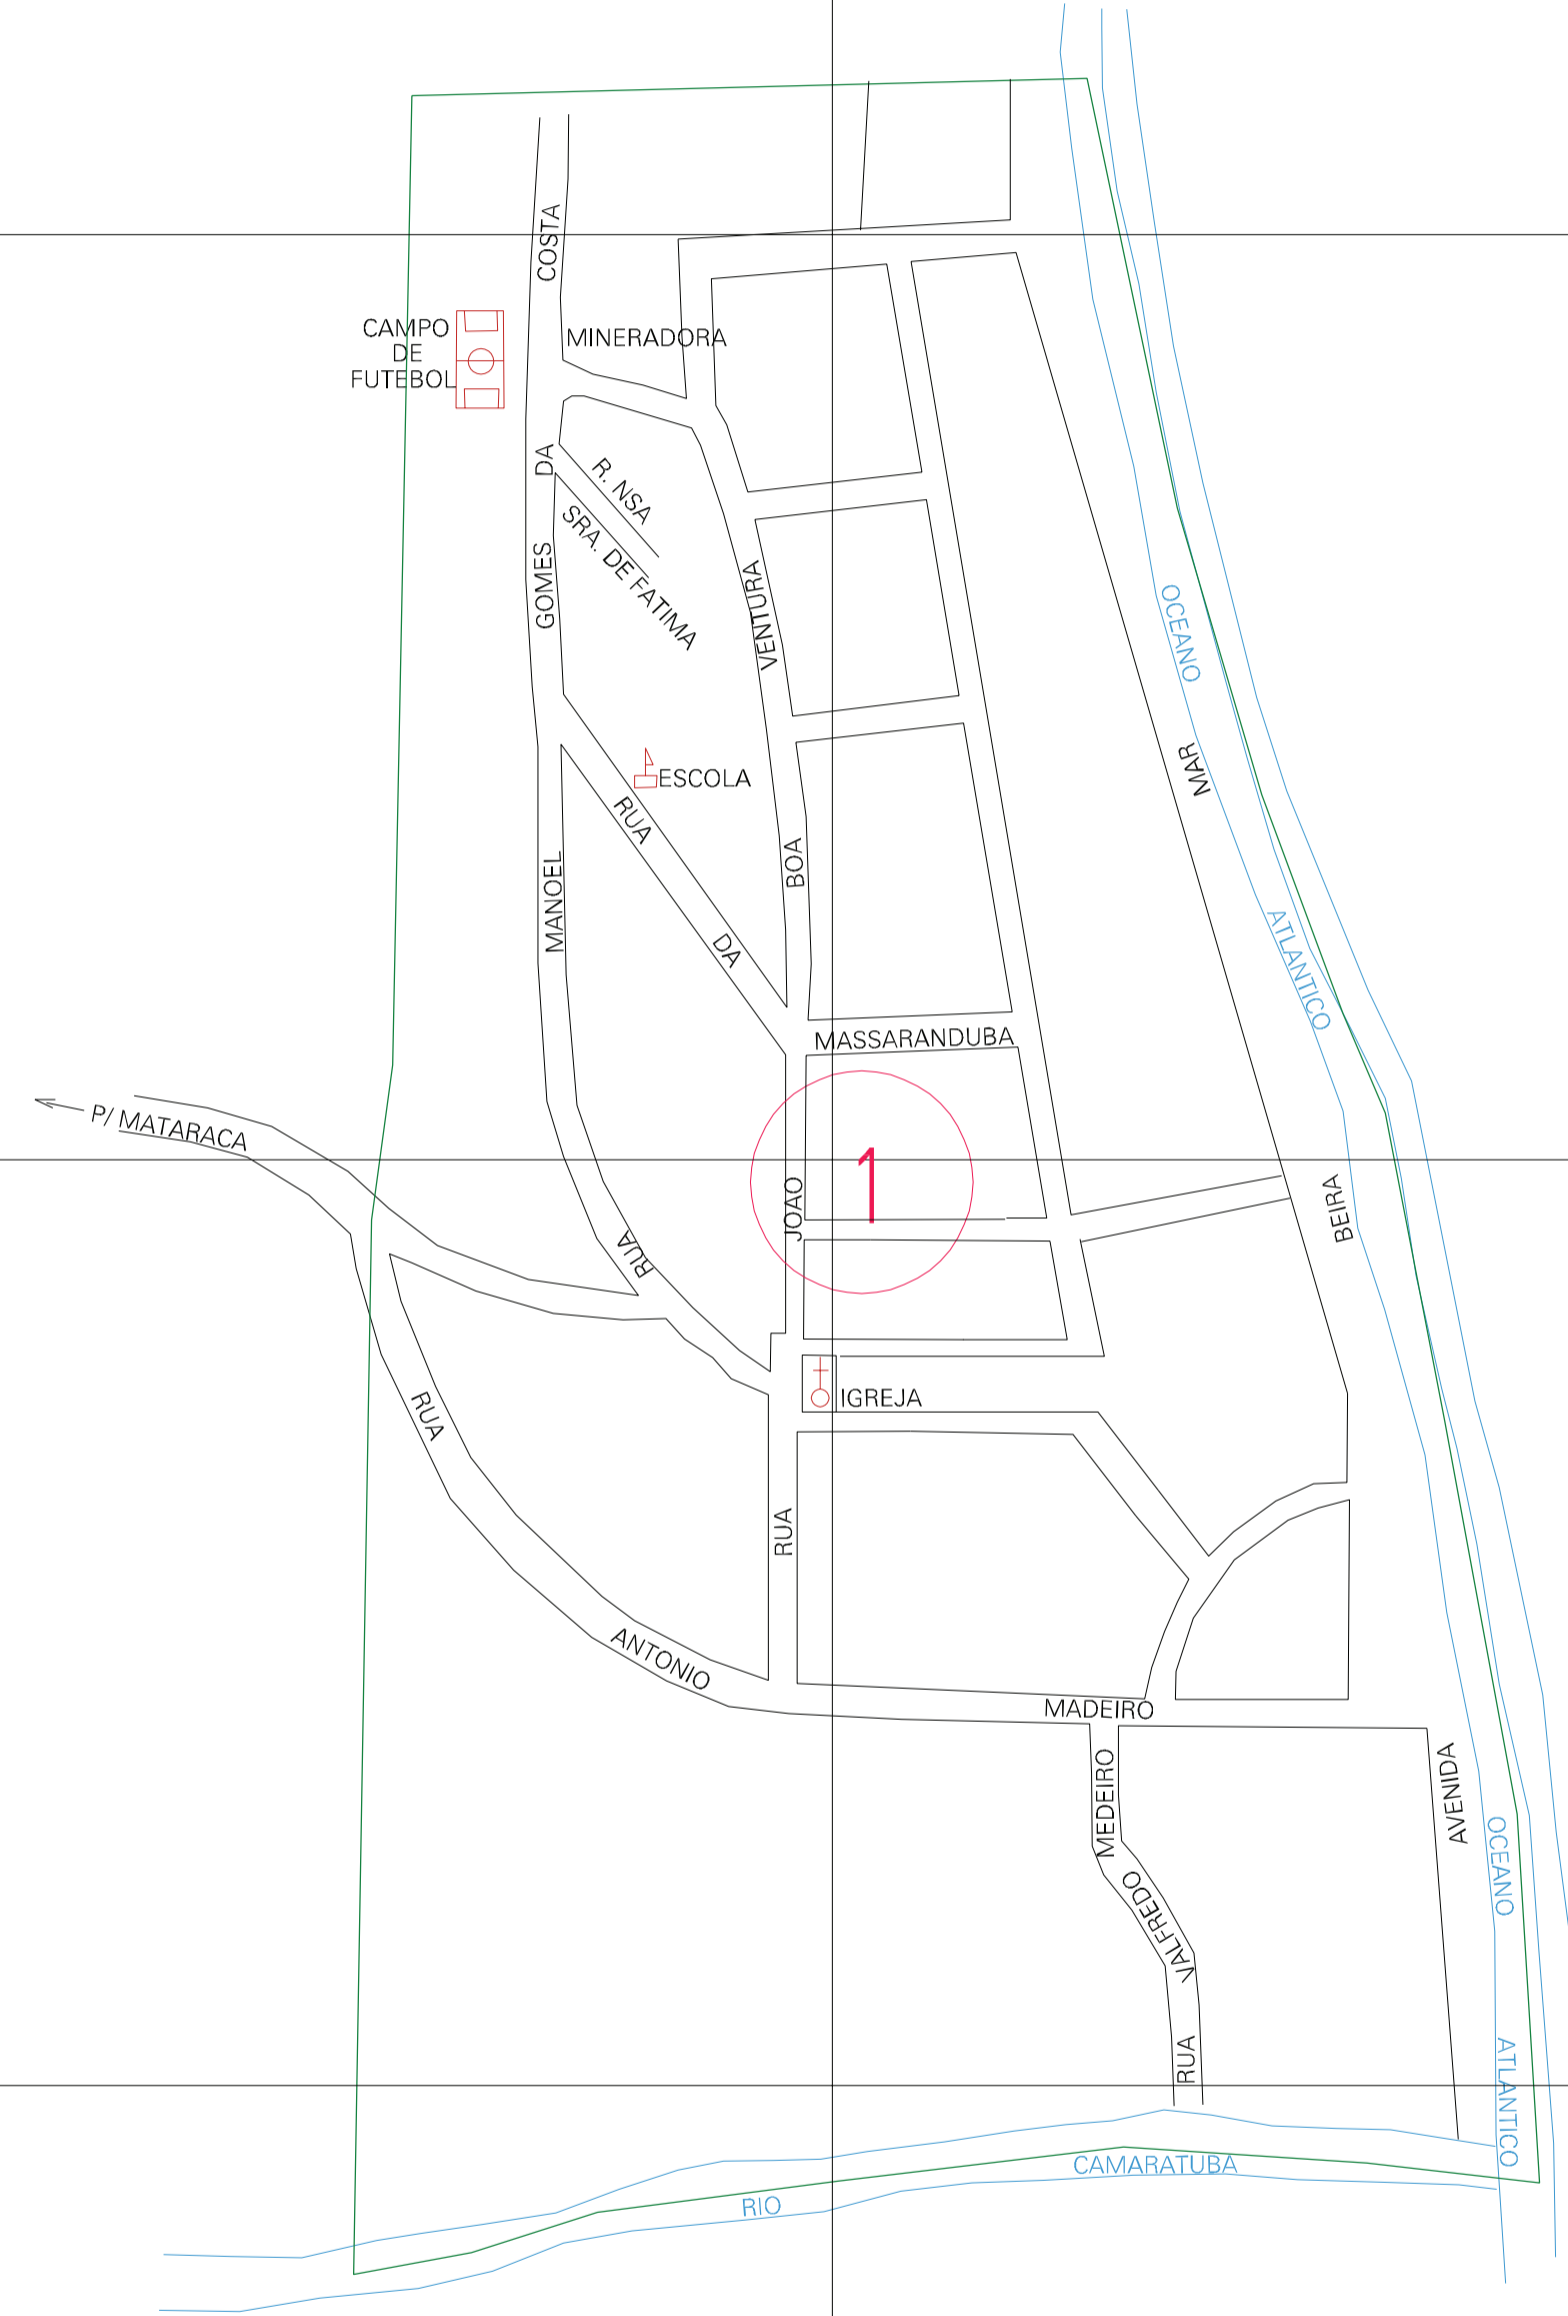 COSTA
CAMPO
DE
FUTEBOL
MINERADORA
DA
R. NSA
SRA. DE FATIMA
GOMES
VENTURA
OCEANO
MAR
ESCOLA
RUA
BOA
MANOEL
DA
ATLANTICO
MASSARANDUBA
P/ MATARACA
1
JOAO
BEIRA
RUA
IGREJA
RUA
RUA
ANTONIO
MADEIRO
MEDEIRO
AVENIDA
OCEANO
VALFREDO
RUA
ATLANTICO
CAMARATUBA
RIO